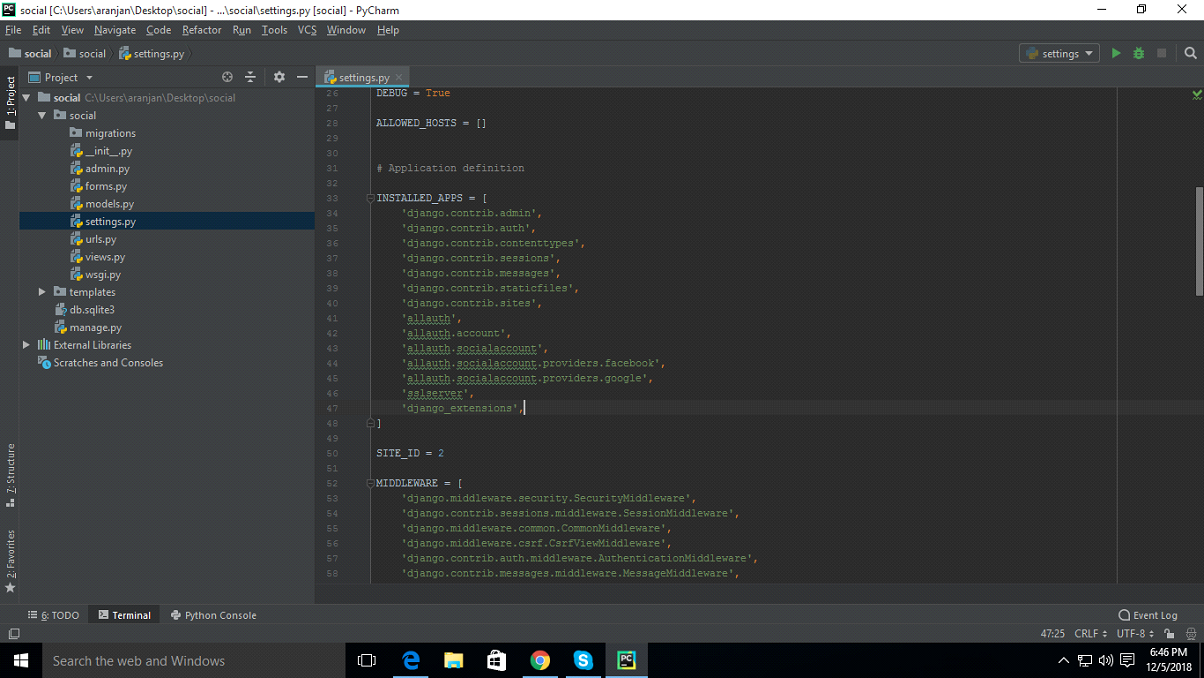 social [C:\Users\aranjan\Desktop\social] - ...\social\settings.py [social] - PyCharm
File Edit View Navigate Code Refactor Run Tools VCS Window Help
social social settings.py
settings
1: Project
7: Structure
2: Favorites
Project
social C:\Users\aranjan\Desktop\social
social
migrations
__init__.py
admin.py
forms.py
models.py
settings.py
urls.py
views.py
wsgi.py
templates
db.sqlite3
manage.py
External Libraries
Scratches and Consoles
settings.py
26 DEBUG = True
27
28 ALLOWED_HOSTS = []
29
30
31 # Application definition
32
33 INSTALLED_APPS = [
34 'django.contrib.admin',
35 'django.contrib.auth',
36 'django.contrib.contenttypes',
37 'django.contrib.sessions',
38 'django.contrib.messages',
39 'django.contrib.staticfiles',
40 'django.contrib.sites',
41 'allauth',
42 'allauth.account',
43 'allauth.socialaccount',
44 'allauth.socialaccount.providers.facebook',
45 'allauth.socialaccount.providers.google',
46 'sslserver',
47 'django_extensions',
48 ]
49
50 SITE_ID = 2
51
52 MIDDLEWARE = [
53 'django.middleware.security.SecurityMiddleware',
54 'django.contrib.sessions.middleware.SessionMiddleware',
55 'django.middleware.common.CommonMiddleware',
56 'django.middleware.csrf.CsrfViewMiddleware',
57 'django.contrib.auth.middleware.AuthenticationMiddleware',
58 'django.contrib.messages.middleware.MessageMiddleware',
6: TODO Terminal Python Console Event Log
47:25 CRLF UTF-8
Search the web and Windows
PC
6:46 PM
12/5/2018